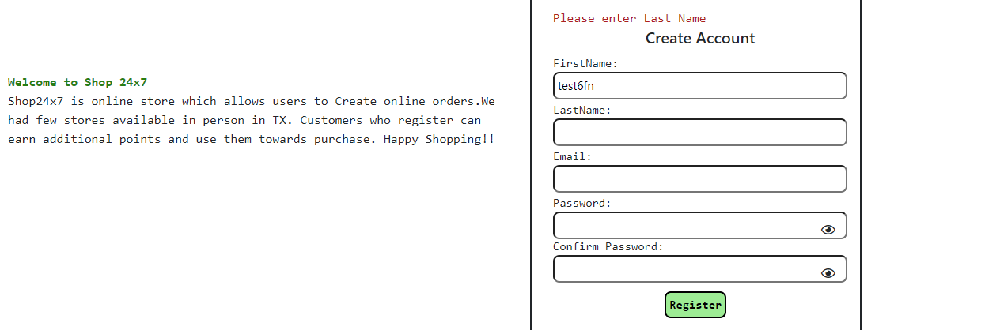 Welcome to Shop 24x7
Shop24x7 is online store which allows users to Create online orders.We
had few stores available in person in TX. Customers who register can
earn additional points and use them towards purchase. Happy Shopping!!
Please enter Last Name
Create Account
FirstName:
test6fn
LastName:
Email:
Password:
Confirm Password:
Register